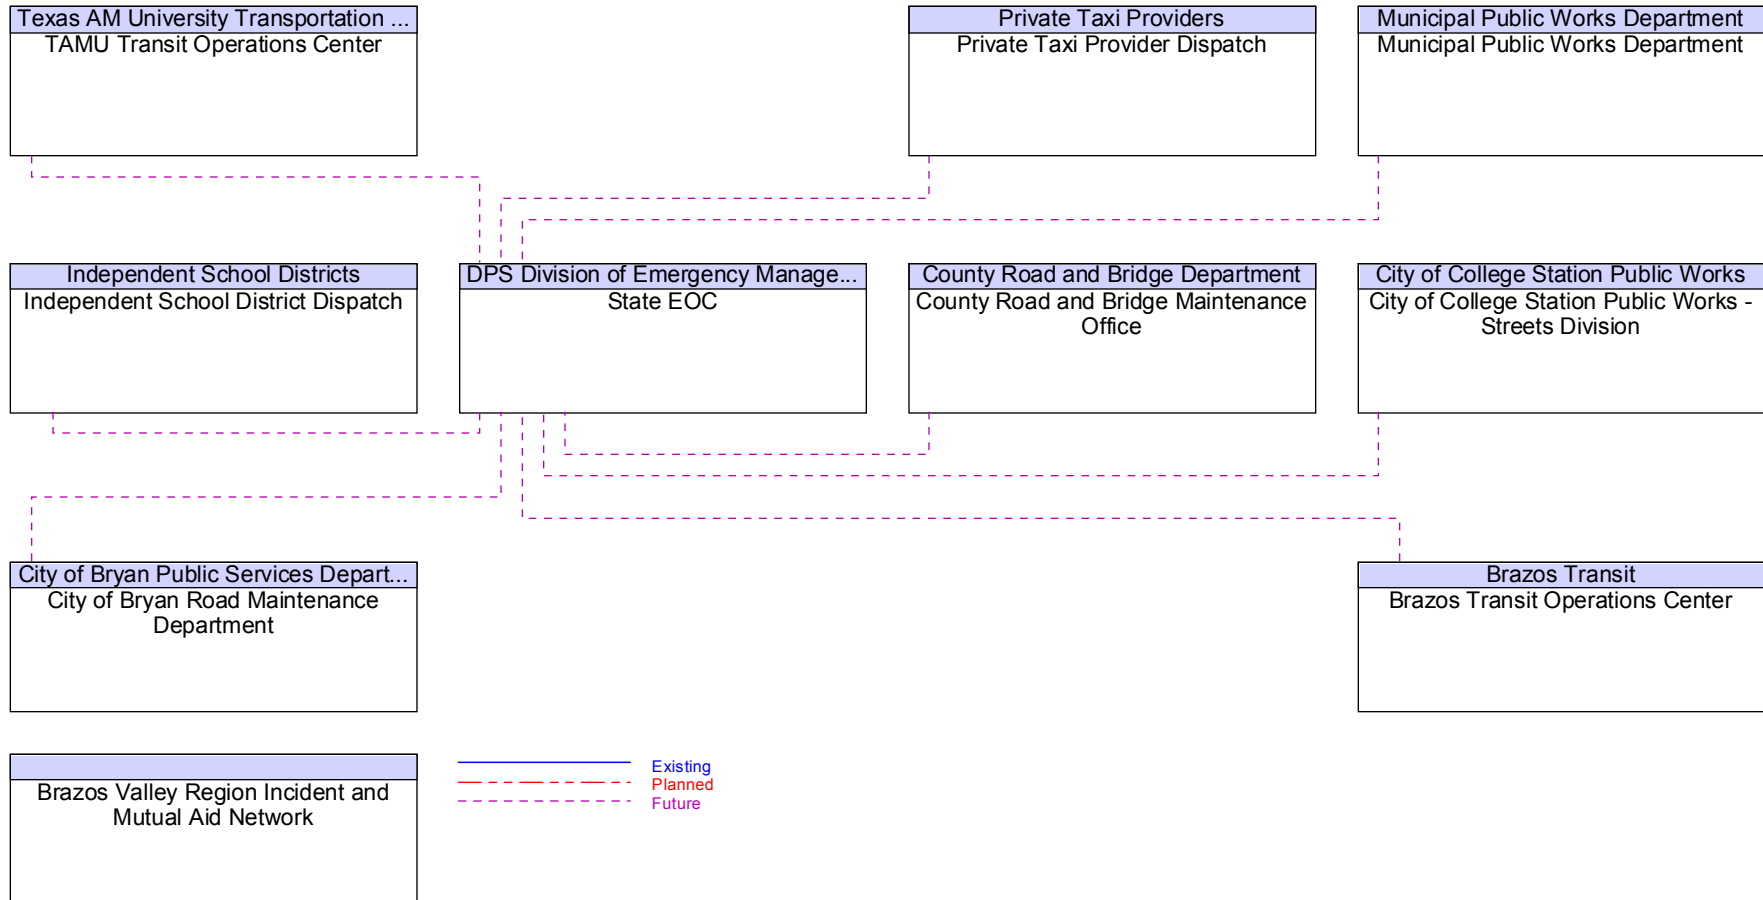 Texas AM University Transportation ...
TAMU Transit Operations Center
Private Taxi Providers
Private Taxi Provider Dispatch
Municipal Public Works Department
Municipal Public Works Department
Independent School Districts
Independent School District Dispatch
DPS Division of Emergency Manage...
State EOC
County Road and Bridge Department
County Road and Bridge Maintenance
Office
City of College Station Public Works
City of College Station Public Works -
Streets Division
City of Bryan Public Services Depart...
City of Bryan Road Maintenance
Department
Brazos Transit
Brazos Transit Operations Center
Brazos Valley Region Incident and
Mutual Aid Network
Existing
Planned
Future